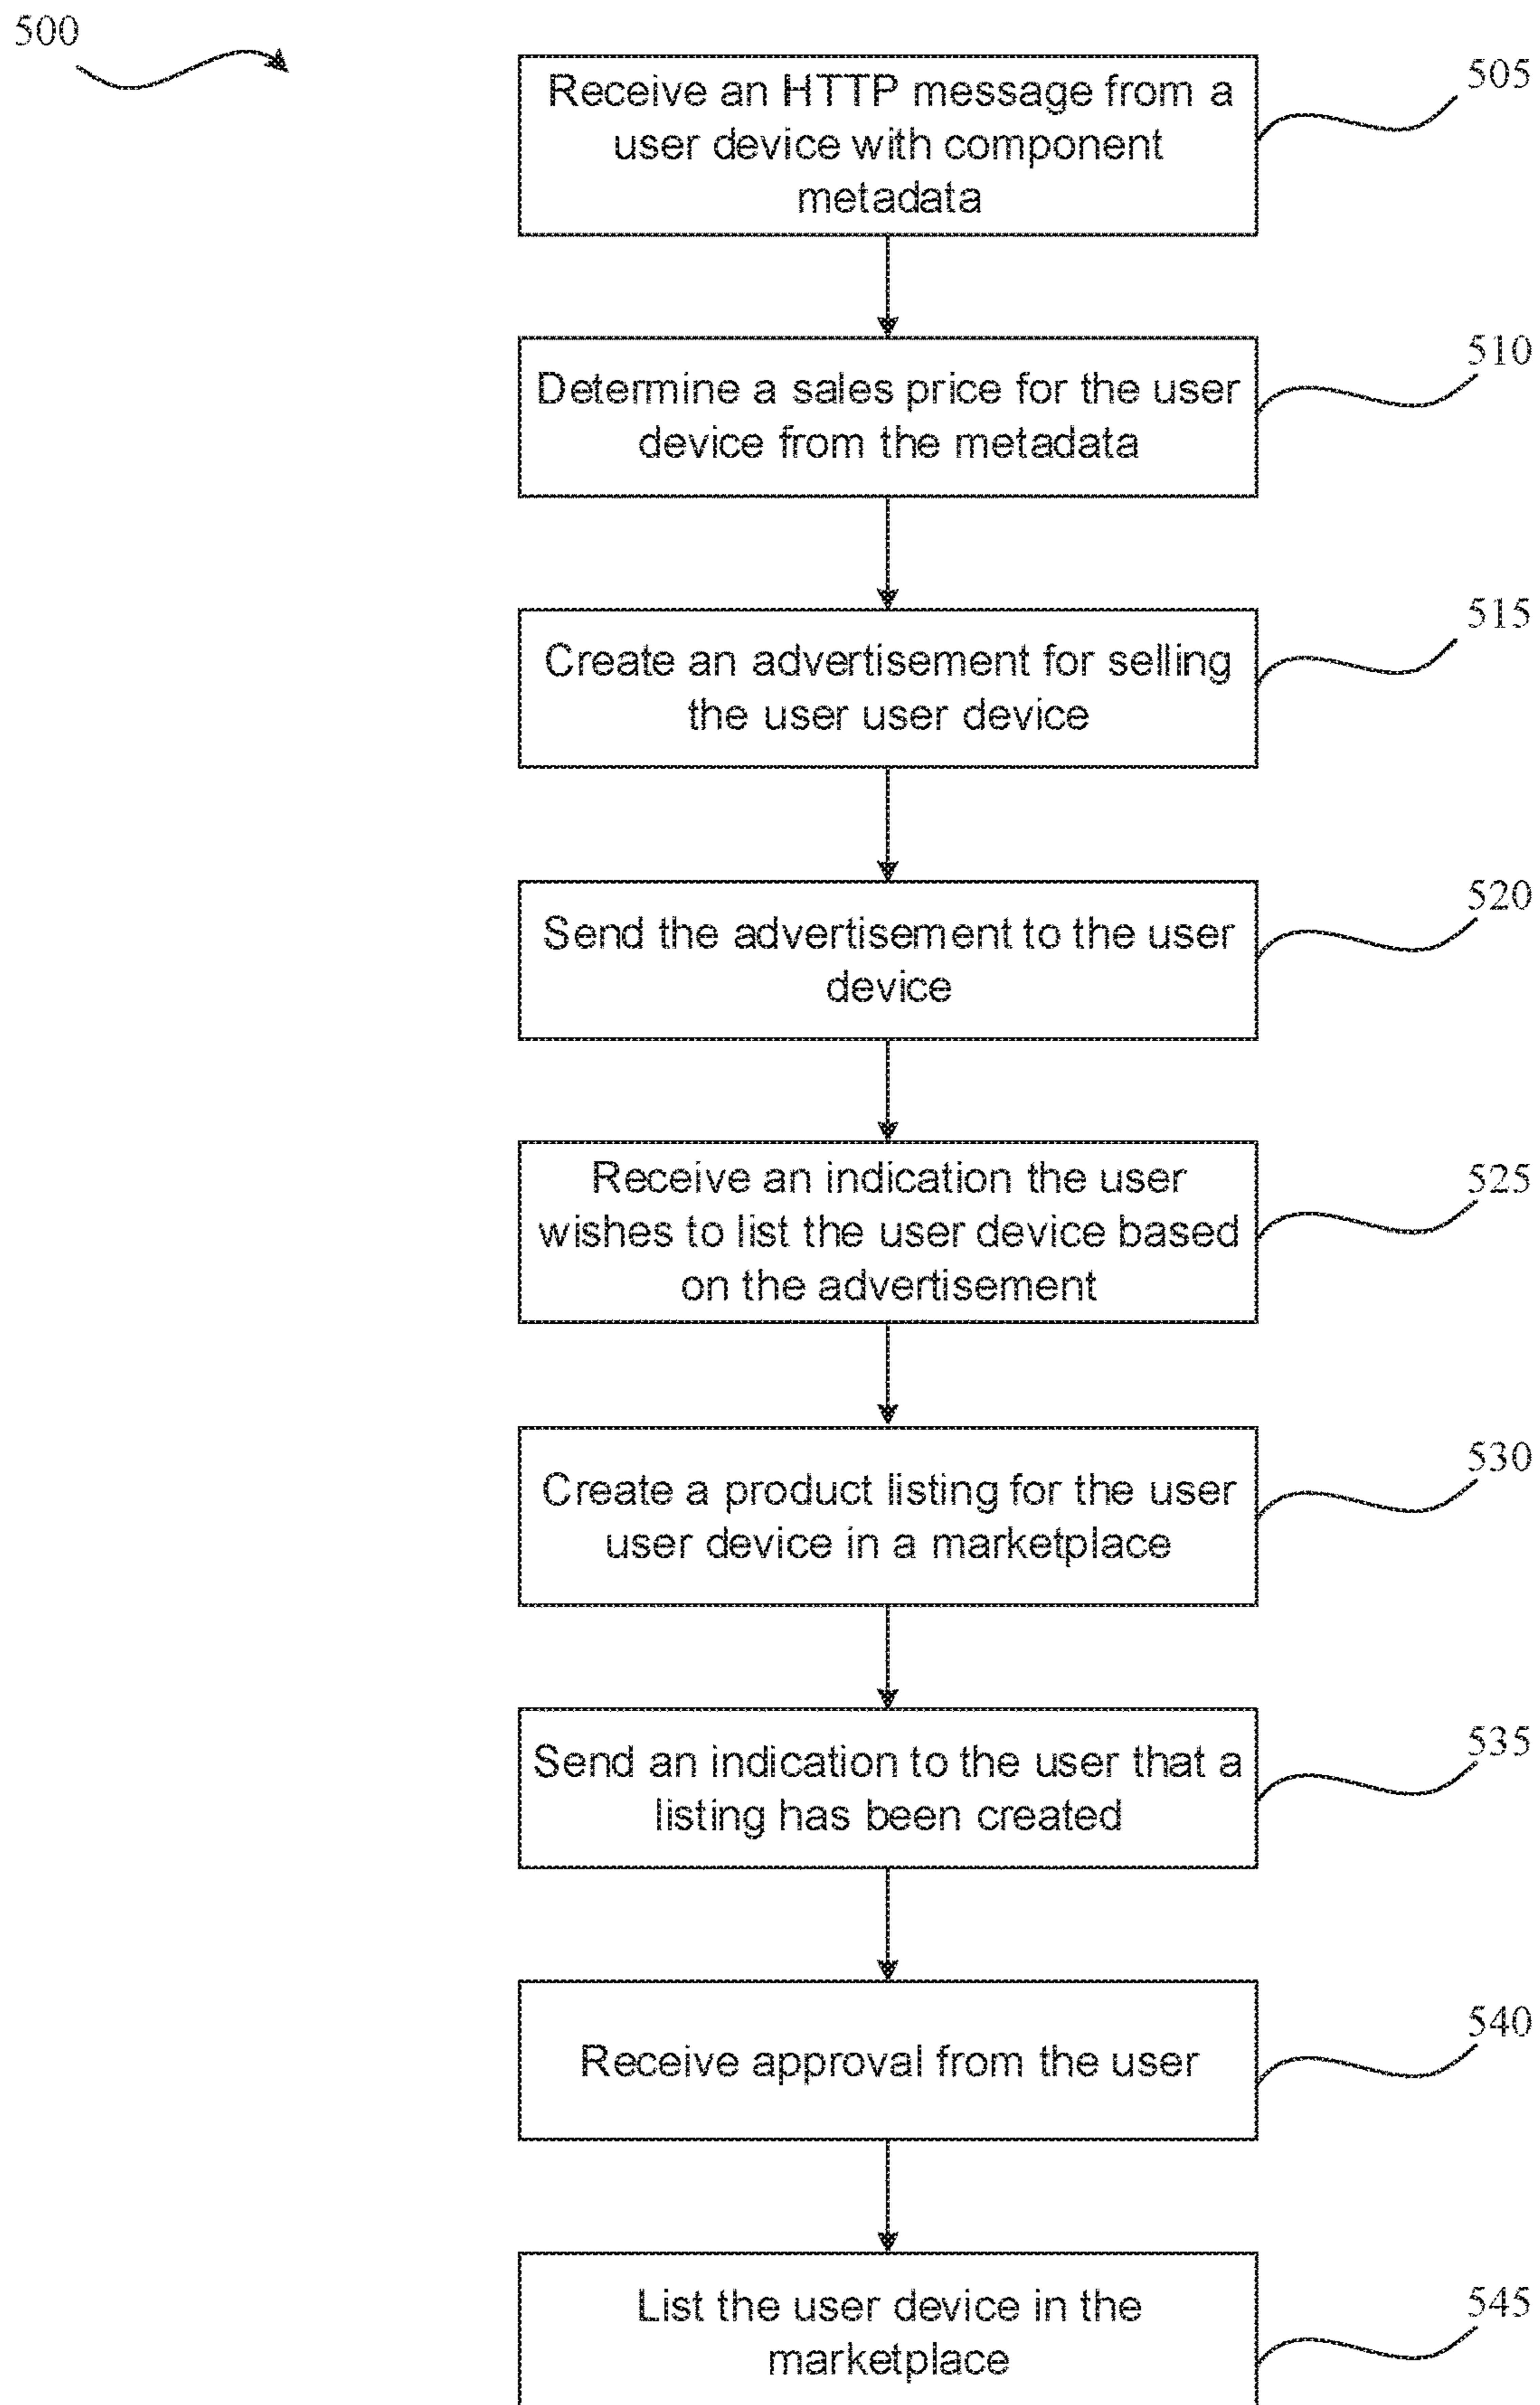 500
Receive an HTTP message from a
user device with component
metadata
505
Determine a sales price for the user
device from the metadata
510
Create an advertisement for selling
the user user device
515
Send the advertisement to the user
device
520
Receive an indication the user
wishes to list the user device based
on the advertisement
525
Create a product listing for the user
user device in a marketplace
530
Send an indication to the user that a
listing has been created
535
Receive approval from the user
540
List the user device in the
marketplace
545